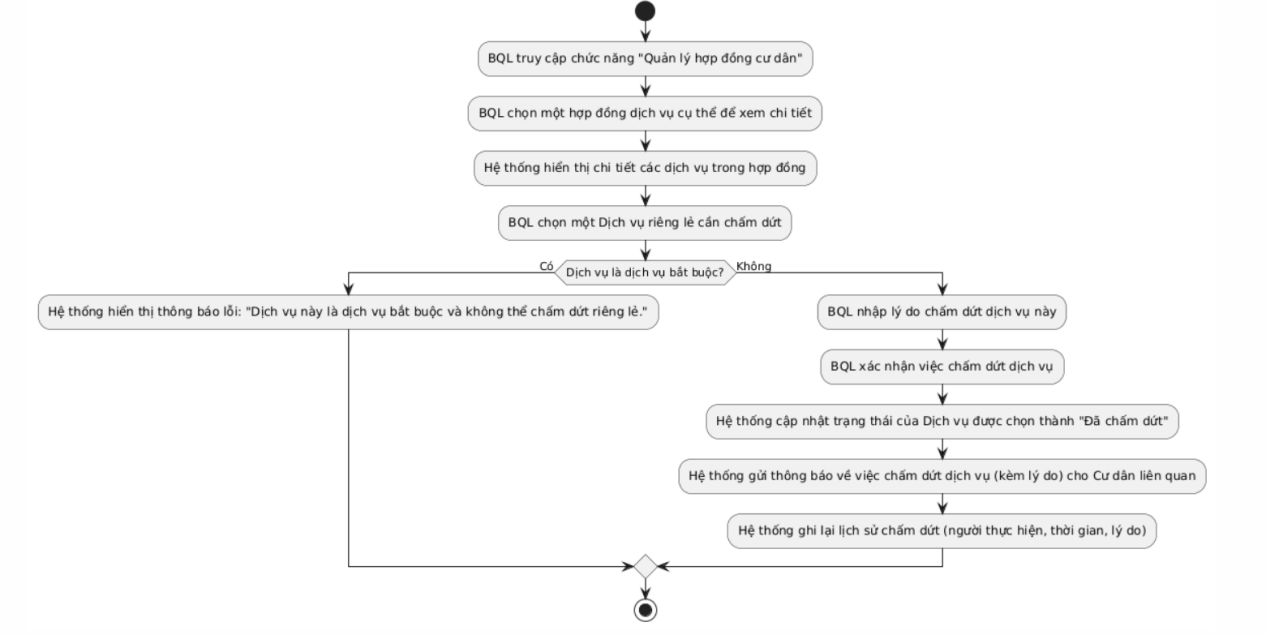 BQL truy cập chức năng "Quản lý hợp đồng cư dân"
BQL chọn một hợp đồng dịch vụ cụ thể để xem chi tiết
Hệ thống hiển thị chi tiết các dịch vụ trong hợp đồng
BQL chọn một Dịch vụ riêng lẻ cần chấm dứt
Dịch vụ là dịch vụ bắt buộc?
Có
Hệ thống hiển thị thông báo lỗi: "Dịch vụ này là dịch vụ bắt buộc và không thể chấm dứt riêng lẻ."
Không
BQL nhập lý do chấm dứt dịch vụ này
BQL xác nhận việc chấm dứt dịch vụ
Hệ thống cập nhật trạng thái của Dịch vụ được chọn thành "Đã chấm dứt"
Hệ thống gửi thông báo về việc chấm dứt dịch vụ (kèm lý do) cho Cư dân liên quan
Hệ thống ghi lại lịch sử chấm dứt (người thực hiện, thời gian, lý do)